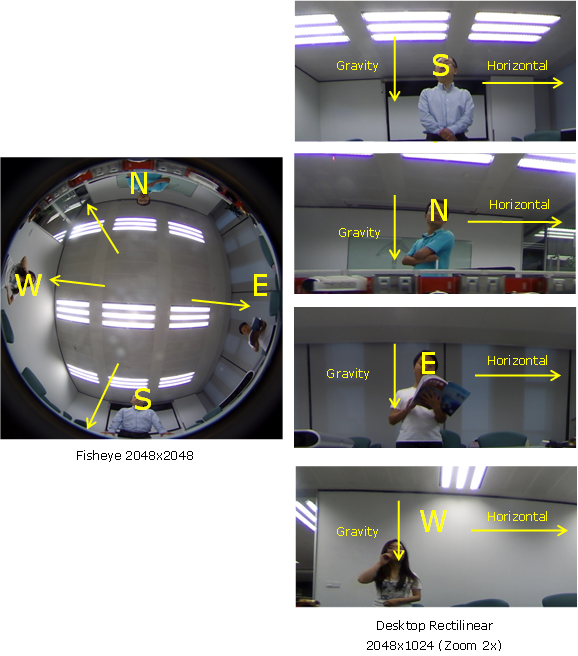 S
Gravity
Horizontal
N
W
E
S
Fisheye 2048x2048
N
Gravity
Horizontal
E
Gravity
Horizontal
W
Gravity
Horizontal
Desktop Rectilinear
2048x1024 (Zoom 2x)